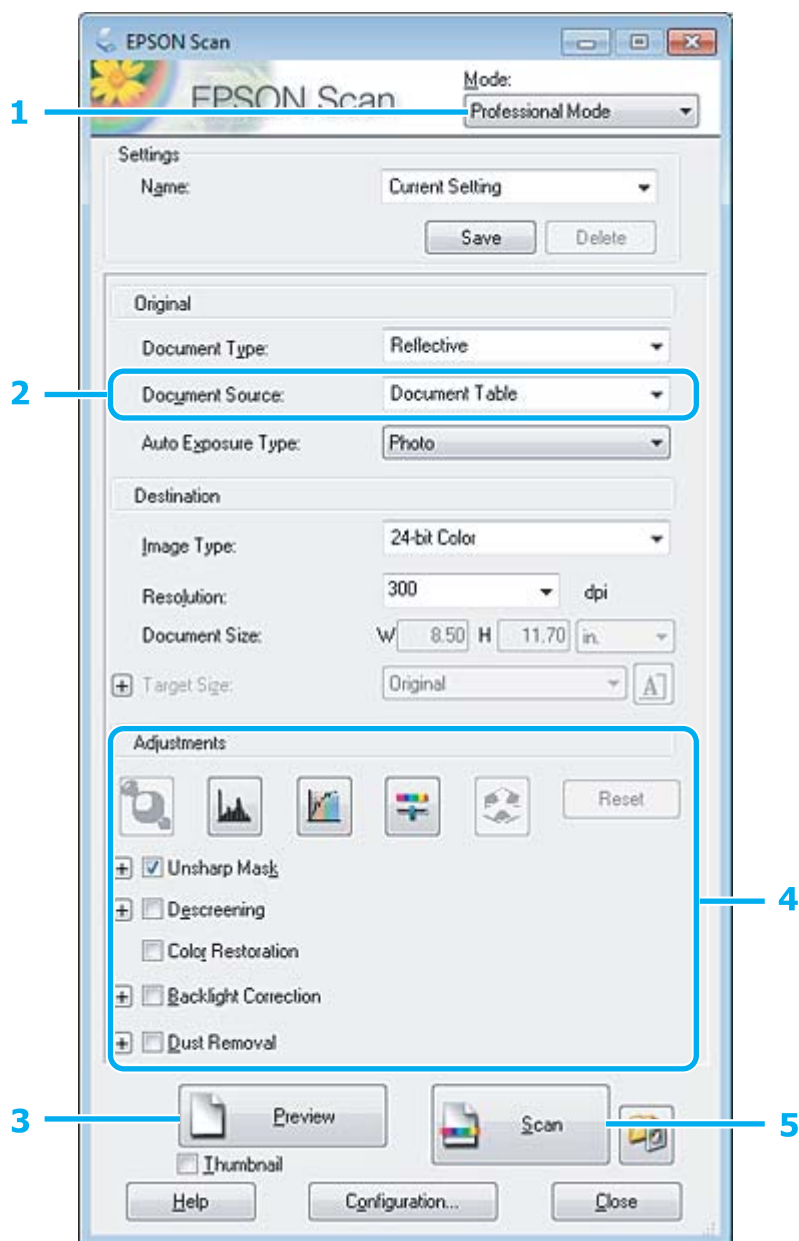 EPSON Scan
EPSON Scan
Mode:
1
Professional Mode
Settings
Name:
Current Setting
Save
Delete
Original
Document Type:
Reflective
2
Document Source:
Document Table
Auto Exposure Type:
Photo
Destination
Image Type:
24-bit Color
Resolution:
300
dpi
Document Size:
W 8.50 H 11.70 in.
Target Size:
Original
A
Adjustments
Reset
Unsharp Mask
4
Descreening
Color Restoration
Backlight Correction
Dust Removal
3
Preview
Scan
5
Thumbnail
Help
Configuration...
Close